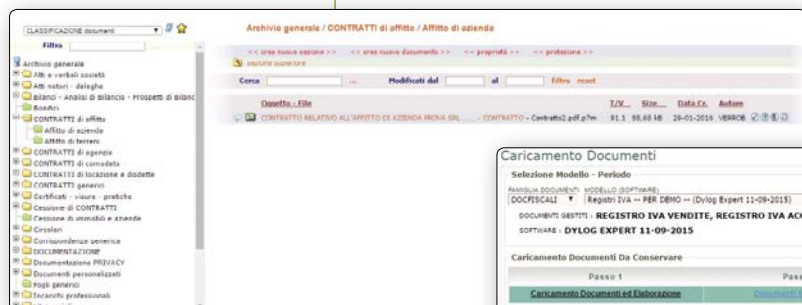 CLASSIFICAZIONE documenti
Filtra ...
Archivio generale
Atti e verbali società
Atti notori - deleghe
Bilanci - Analisi di Bilancio - Prospetti di Bilanc
Bonifici
CONTRATTI di affitto
Affitto di aziende
Affitto di terreno
CONTRATTI di agenzie
CONTRATTI di comodato
CONTRATTI di locazione e disdette
CONTRATTI generici
Certificati - visure - pratiche
Cessione di CONTRATTI
Cessione di immobili e aziende
Circolari
Corrispondenza generica
DOCUMENTAZIONE
Documentazione PRIVACY
Documenti personalizzati
Fogli generici
Incarichi professionali
Archivio generale / CONTRATTI di affitto / Affitto di azienda
<< crea nuova sezione >> << crea nuovo documento >> << proprietà >> << protezione >>
sezione superiore
Cerca ... Modificati dal al filtra reset
Oggetto - File T/V Size Data Cr. Autore
CONTRATTO RELATIVO ALL'AFFITTO DI AZIENDA PROVA SRL ...... - CONTRATTO - Contratto2.pdf.p7m 91.1 88,68 kB 29-01-2016 VERROB
Caricamento Documenti
Selezione Modello - Periodo
FAMIGLIA DOCUMENTI MODELLO (SOFTWARE)
DOCFISCALI Registri IVA -- PER DEMO -- (Dylog Expert 11-09-2015)
DOCUMENTI GESTITI : REGISTRO IVA VENDITE, REGISTRO IVA ACQ
SOFTWARE : DYLOG EXPERT 11-09-2015
Caricamento Documenti Da Conservare
Passo 1 Pass
Caricamento Documenti ed Elaborazione